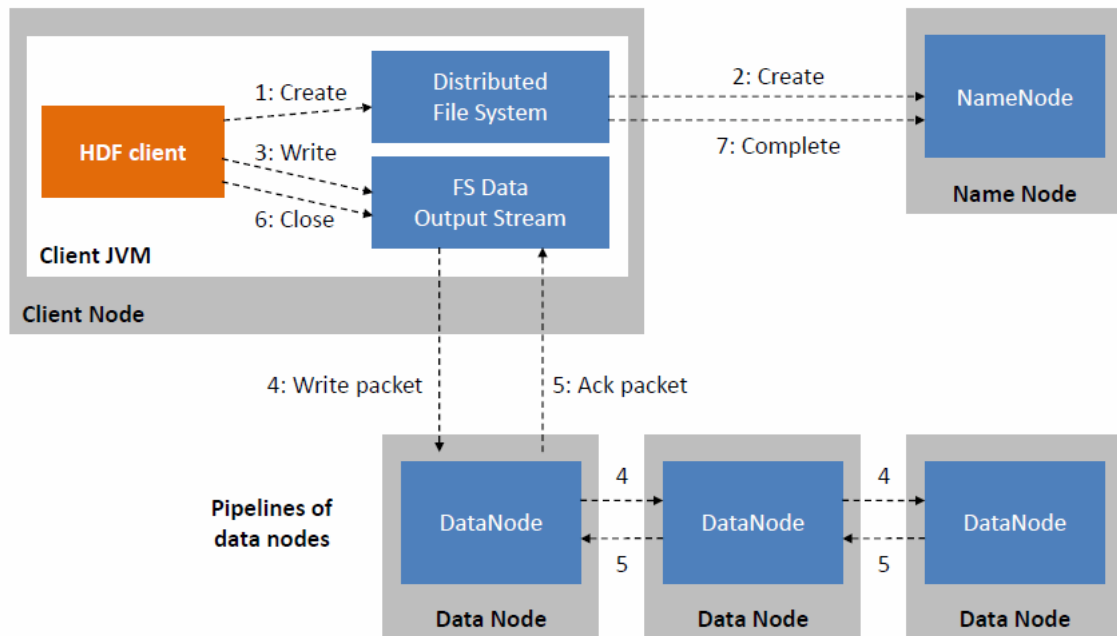 Distributed
File System
1: Create
2: Create
NameNode
HDF client
3: Write
7: Complete
FS Data
Output Stream
6: Close
Name Node
Client JVM
Client Node
4: Write packet
5: Ack packet
Pipelines of
data nodes
DataNode
4
DataNode
4
DataNode
5
5
Data Node
Data Node
Data Node